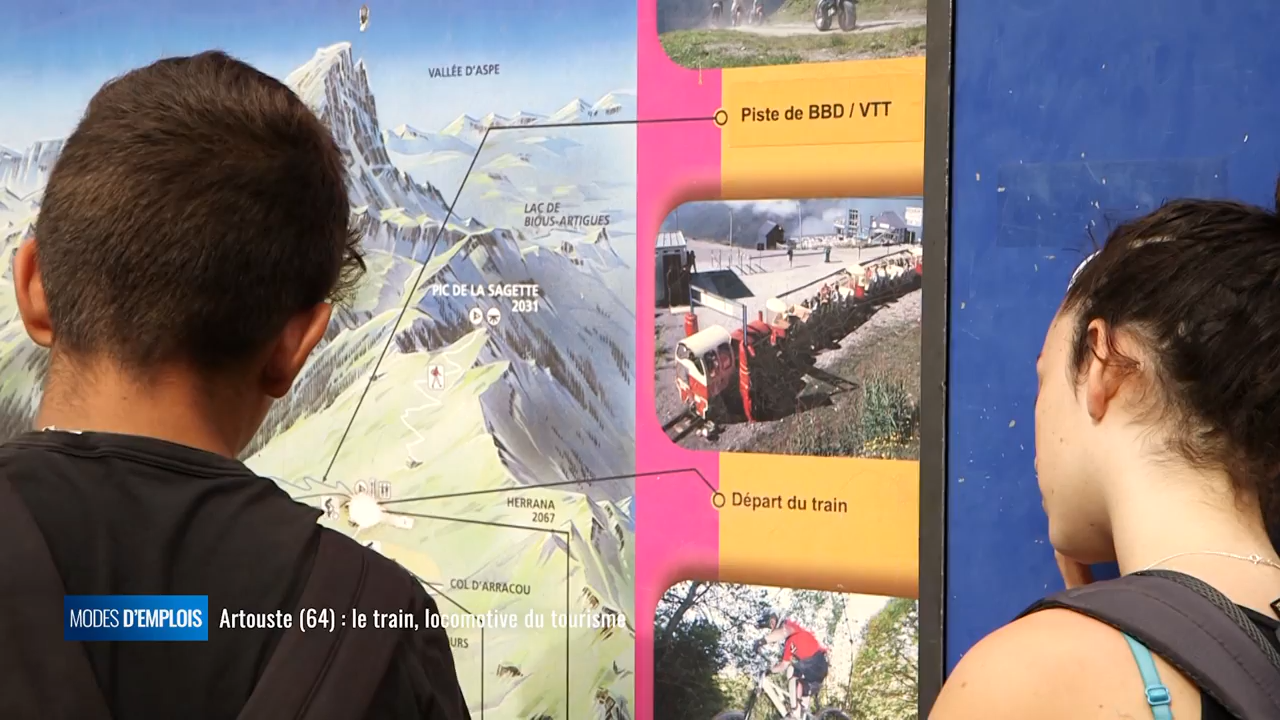 VALLÉE D'ASPE
Piste de BBD / VTT
LAC DE
BIOUS-ARTIGUES
PIC DE LA SAGETTE
2031
HERRANA
2067
Départ du train
COL D'ARRACOU
MODES D'EMPLOIS Artouste (64) : le train, locomotive du tourisme